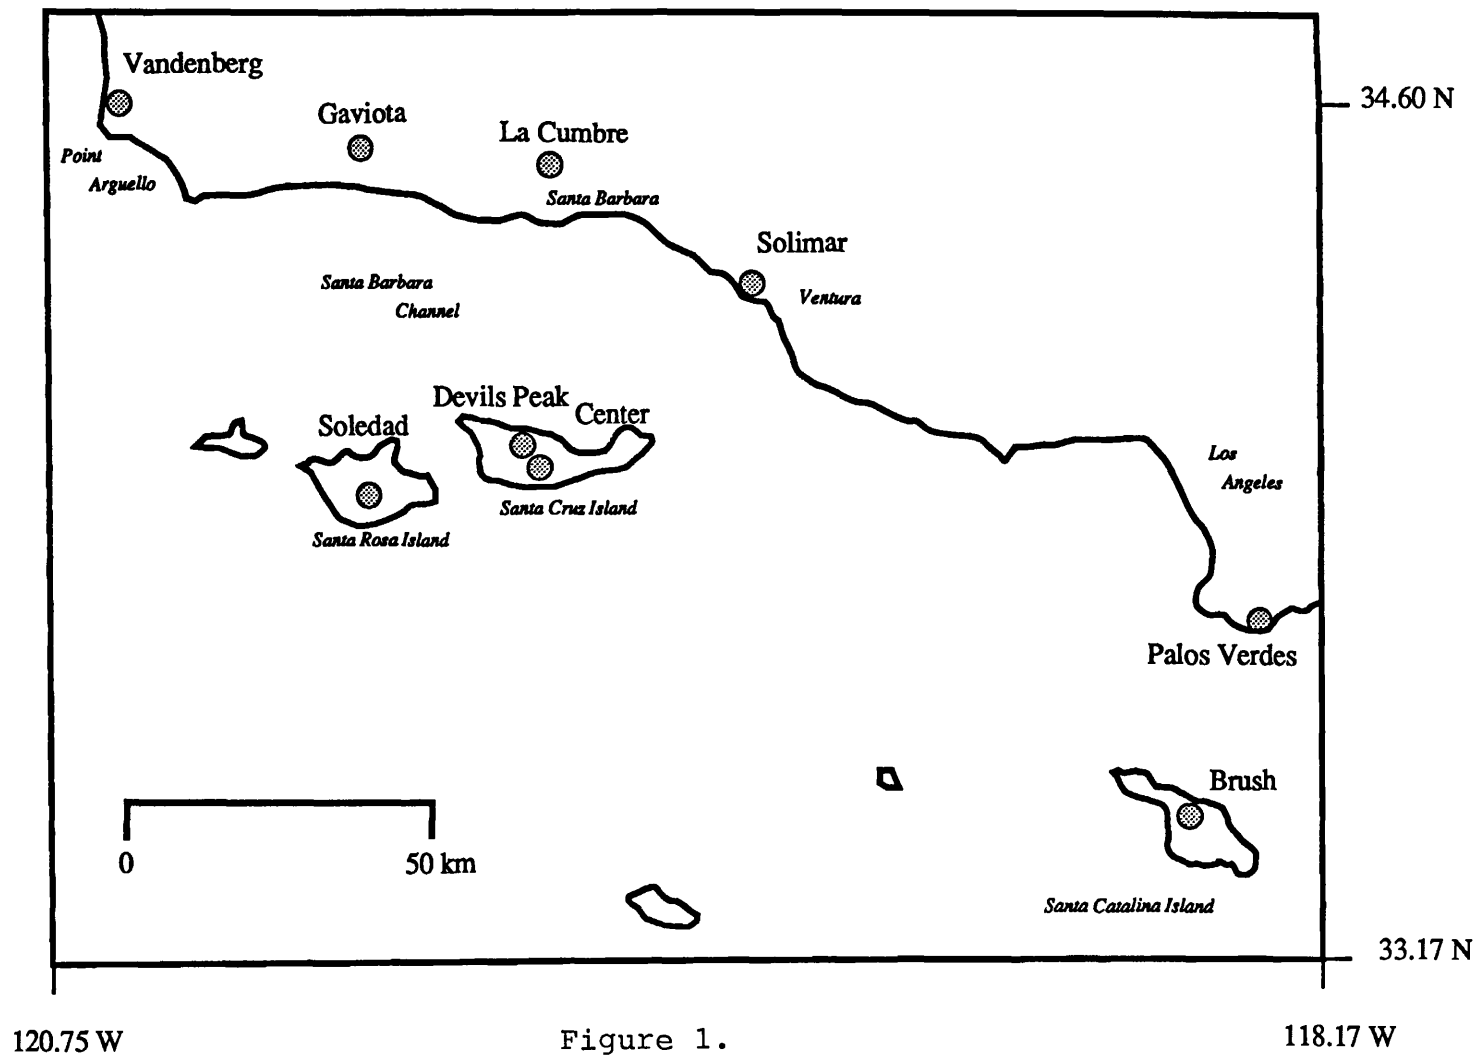 Vandenberg
34.60 N
Gaviota
La Cumbre
Point
Arguello
Santa Barbara
Solimar
Santa Barbara
Channel
Ventura
Devils Peak
Center
Soledad
Los
Angeles
Santa Cruz Island
Santa Rosa Island
Palos Verdes
Brush
0
50 km
Santa Catalina Island
33.17 N
120.75 W
Figure 1.
118.17 W